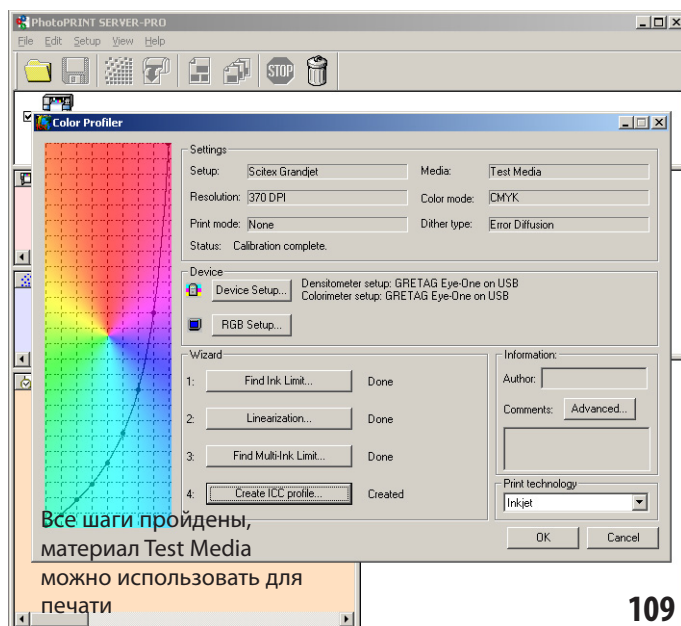 PhotoPRINT SERVER-PRO
File Edit Setup View Help
STOP
Color Profiler
Settings
Setup: Scitex Grandjet Media: Test Media
Resolution: 370 DPI Color mode: CMYK
Print mode: None Dither type: Error Diffusion
Status: Calibration complete.
Device
Device Setup... Densitometer setup: GRETAG Eye-One on USB
Colorimeter setup: GRETAG Eye-One on USB
RGB Setup...
Wizard Information:
1: Find Ink Limit... Done Author:
2: Linearization... Done Comments: Advanced...
3: Find Multi-Ink Limit... Done
4: Create ICC profile... Created Print technology
Inkjet
OK Cancel
Все шаги пройдены,
материал Test Media
можно использовать для
печати
109